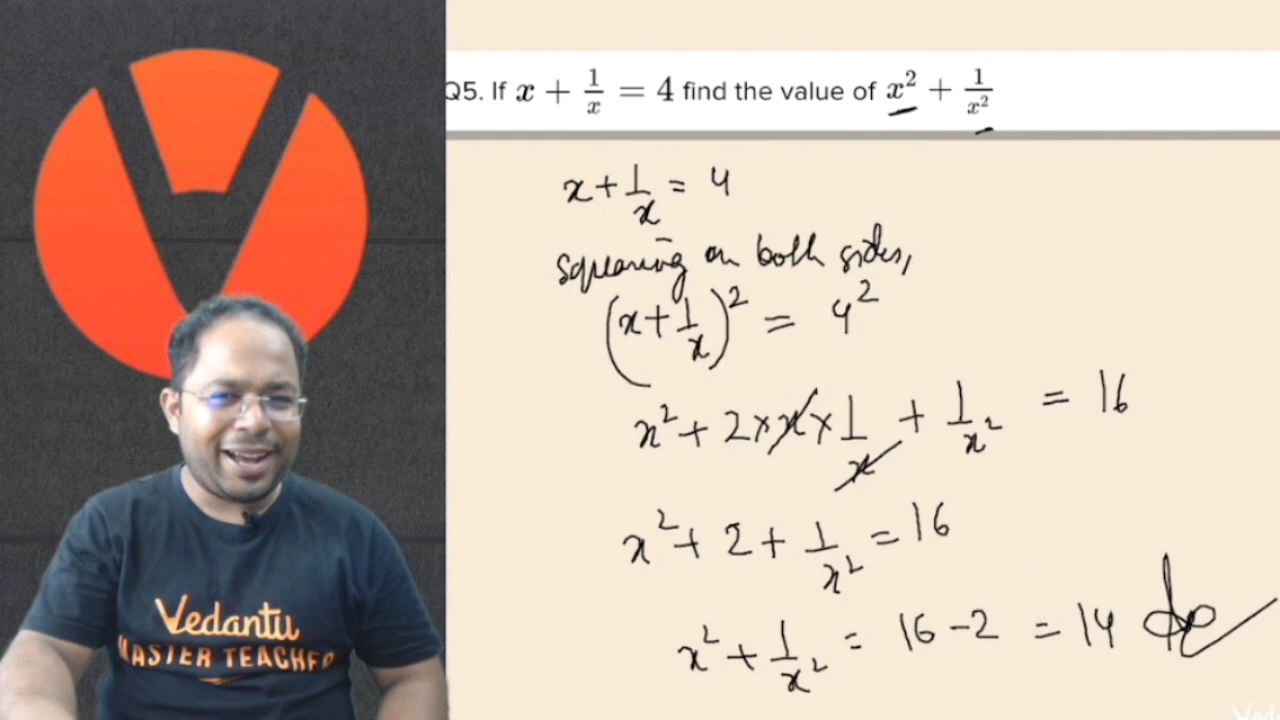 Q5. If x + 1/x = 4 find the value of x² + 1/x²
x + 1/x = 4
Squaring on both sides,
(x + 1/x)² = 4²
x² + 2 × x × 1/x + 1/x² = 16
x² + 2 + 1/x² = 16
x² + 1/x² = 16 - 2 = 14
Vedantu
MASTER TEACHER